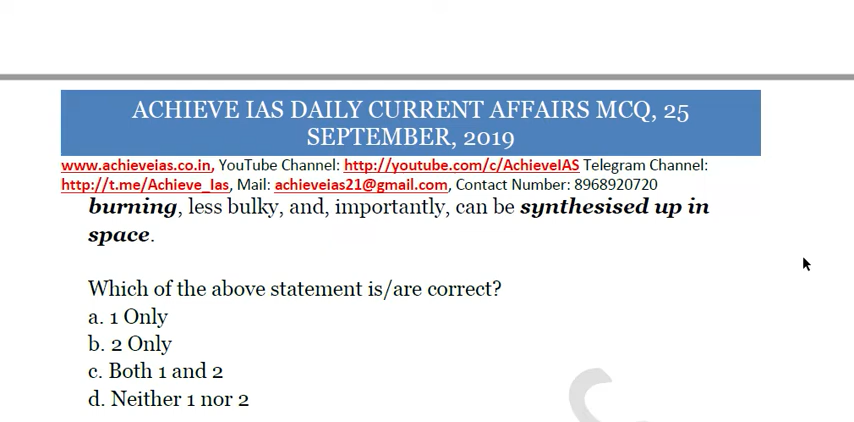 ACHIEVE IAS DAILY CURRENT AFFAIRS MCQ, 25
SEPTEMBER, 2019
www.achieveias.co.in, YouTube Channel: http://youtube.com/c/AchieveIAS Telegram Channel:
http://t.me/Achieve_Ias, Mail: achieveias21@gmail.com, Contact Number: 8968920720
burning, less bulky, and, importantly, can be synthesised up in
space.
Which of the above statement is/are correct?
a. 1 Only
b. 2 Only
c. Both 1 and 2
d. Neither 1 nor 2